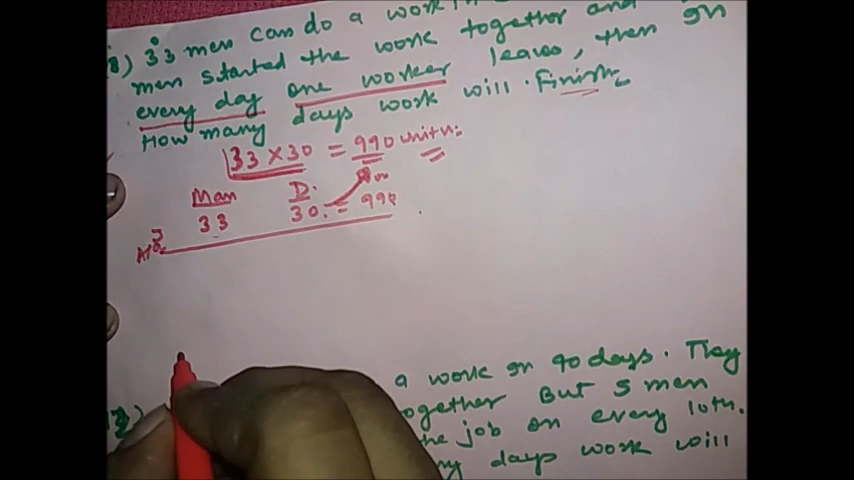 8) 33 men can do a work in
men started the work together and
every day one worker leaves, then in
How many days work will. Finish
33 × 30 = 990 units.
Man D.
33 30. = 990
a work in 90 days. They
together But 5 men
the job on every 10th.
days work will